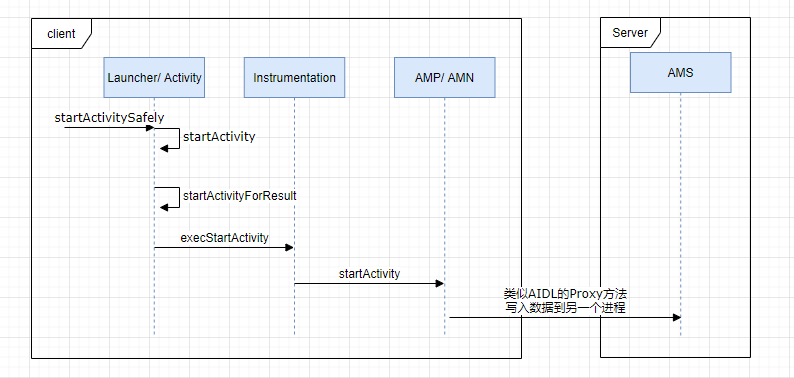 client
Server
Launcher/ Activity
Instrumentation
AMP/ AMN
AMS
startActivitySafely
startActivity
startActivityForResult
execStartActivity
startActivity
类似AIDL的Proxy方法
写入数据到另一个进程